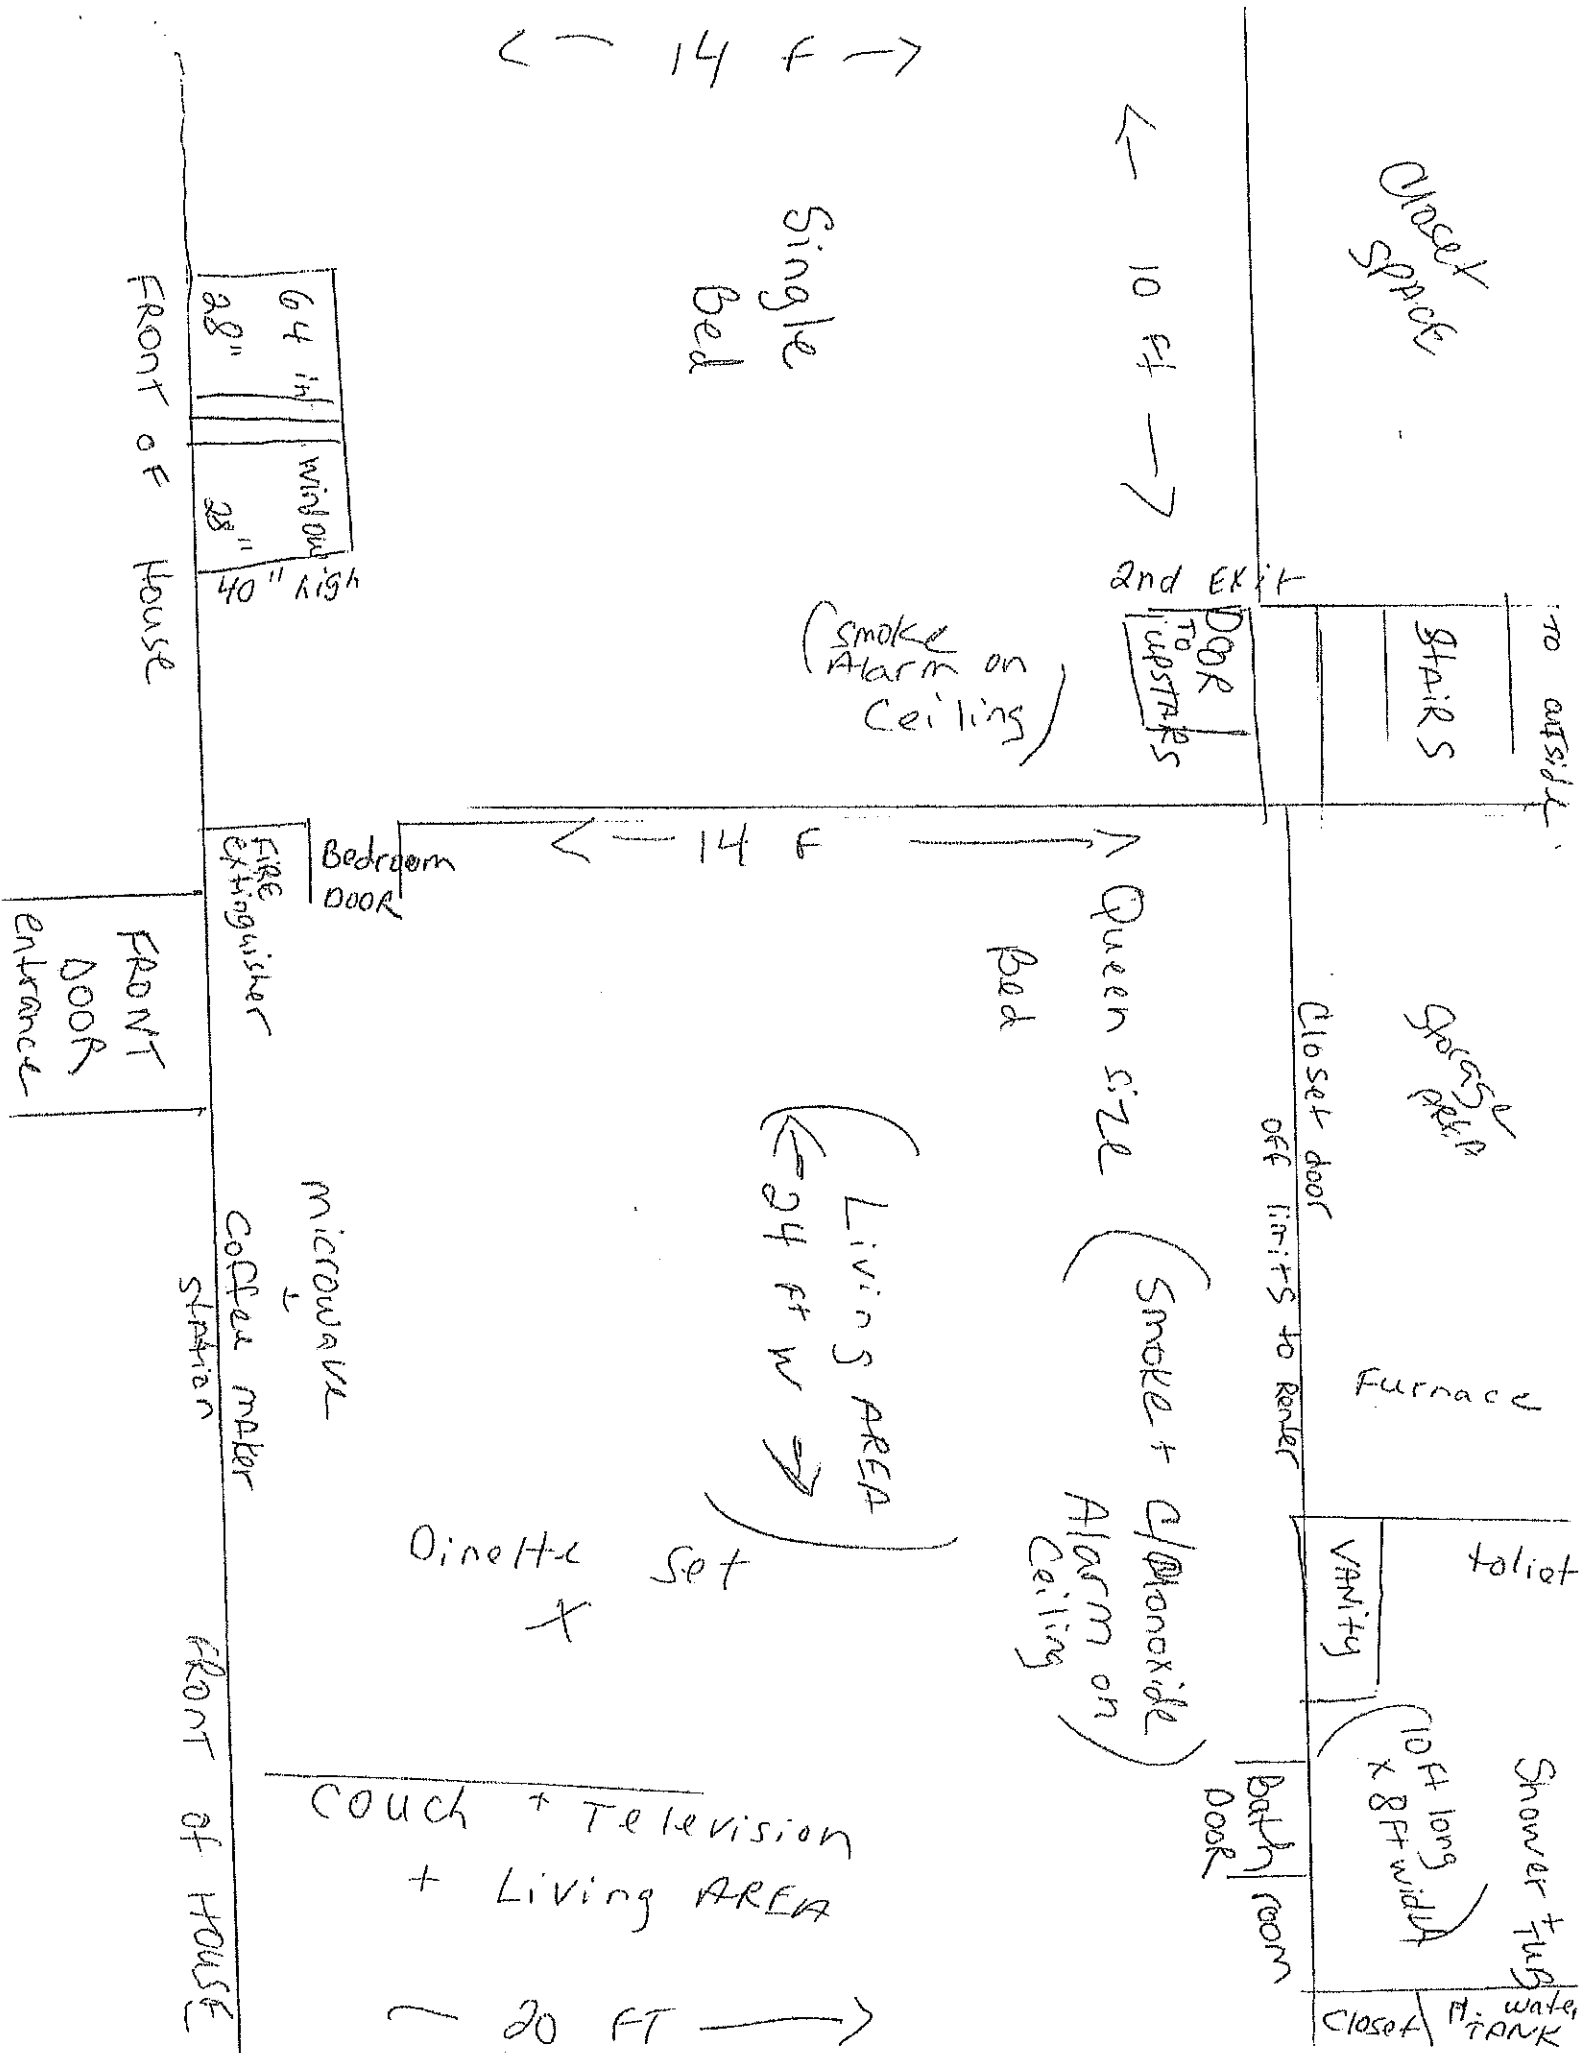 <— 14 f —>
Closet
SPACE
<— 10 ft —>
Single
Bed
64 in
window
28"
28"
40" high
FRONT OF House
2nd EXit
DOOR
TO
UPSTAIRS
STAIRS
TO outside
(smoke
Alarm on
Ceiling)
FIRE
extinguisher
Bedroom
DOOR
<— 14 f —>
FRONT
DOOR
entrance
Queen size
Bed
Storage
AREA
Closet door
off limits to Renter
Furnace
(Smoke + C/Monoxide
Alarm on
Ceiling)
(Living AREA
<— 24 ft w —>)
microwave
+
Coffee mAker
station
Dinette Set
X
toliet
VANity
(10 ft long
x 8 ft width)
Shower + TUB
bath room
DOOR
Closet
H. water
TANK
COUCH + Television
+ Living AREA
FRONT of HOUSE
— 20 FT —>